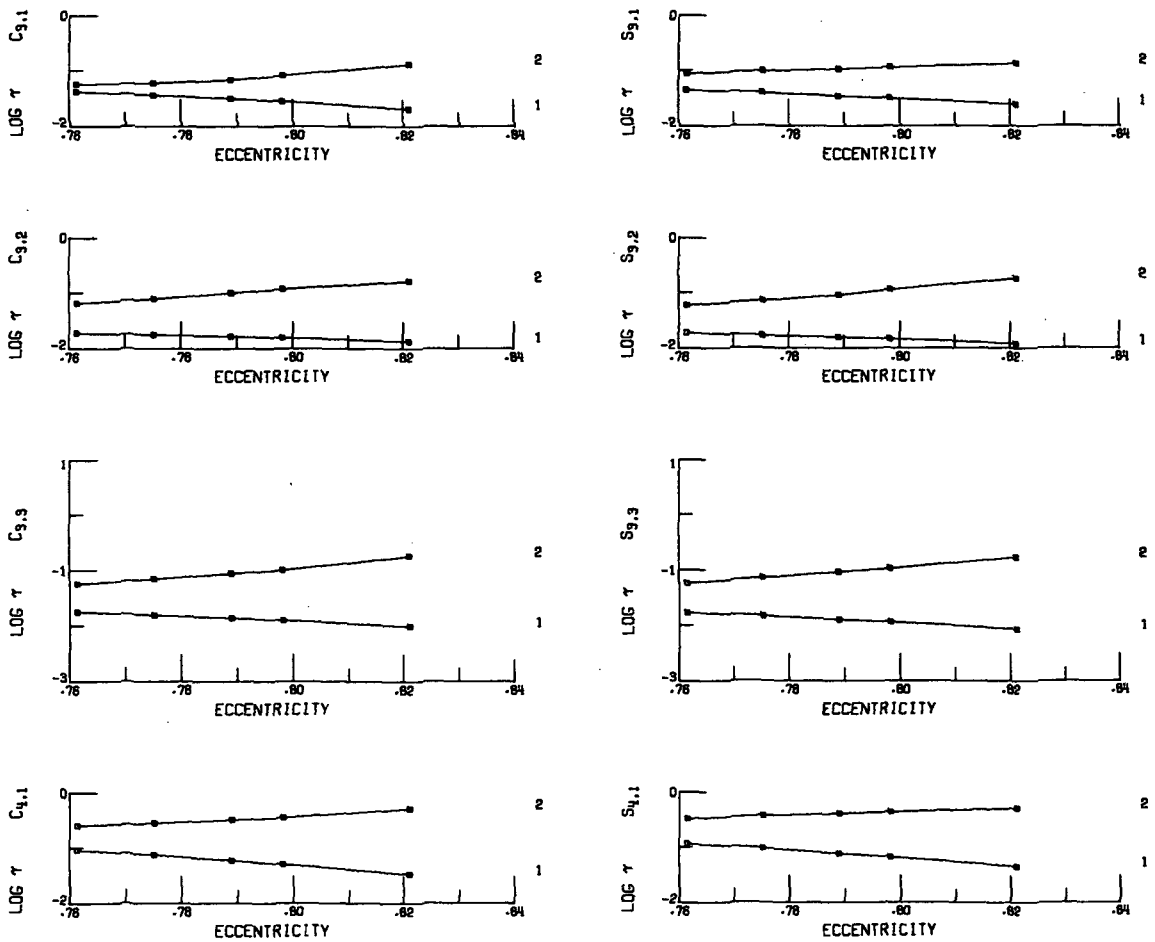 LOG τ C3,1
0
-2
.76 .78 .80 .82 .84
ECCENTRICITY
2
1
LOG τ S3,1
0
-2
.76 .78 .80 .82 .84
ECCENTRICITY
2
1
LOG τ C3,2
0
-2
.76 .78 .80 .82 .84
ECCENTRICITY
2
1
LOG τ S3,2
0
-2
.76 .78 .80 .82 .84
ECCENTRICITY
2
1
LOG τ C3,3
1
-1
-3
.76 .78 .80 .82 .84
ECCENTRICITY
2
1
LOG τ S3,3
1
-1
-3
.76 .78 .80 .82 .84
ECCENTRICITY
2
1
LOG τ C4,1
0
-2
.76 .78 .80 .82 .84
ECCENTRICITY
2
1
LOG τ S4,1
0
-2
.76 .78 .80 .82 .84
ECCENTRICITY
2
1